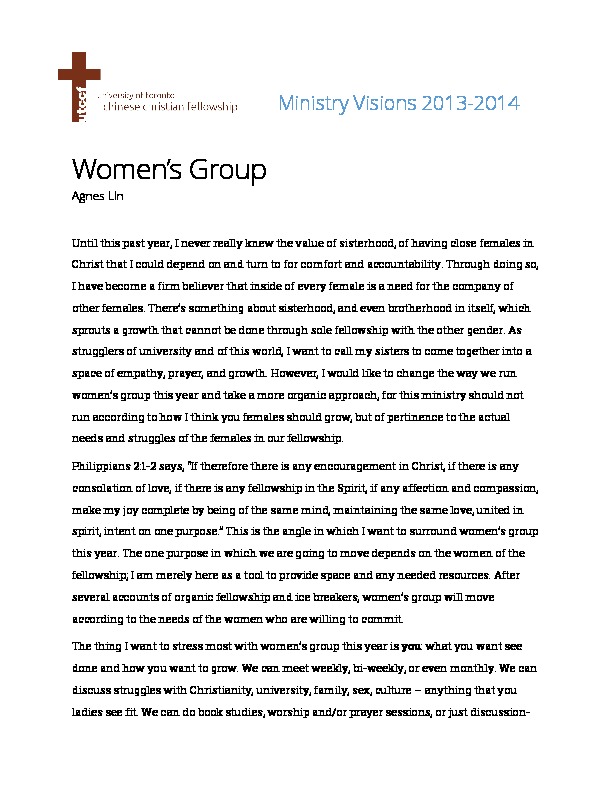 utccf
university of toronto
chinese christian fellowship
Ministry Visions 2013-2014
Women's Group
Agnes Lin
Until this past year, I never really knew the value of sisterhood, of having close females in
Christ that I could depend on and turn to for comfort and accountability. Through doing so,
I have become a firm believer that inside of every female is a need for the company of
other females. There's something about sisterhood, and even brotherhood in itself, which
sprouts a growth that cannot be done through sole fellowship with the other gender. As
strugglers of university and of this world, I want to call my sisters to come together into a
space of empathy, prayer, and growth. However, I would like to change the way we run
women's group this year and take a more organic approach, for this ministry should not
run according to how I think you females should grow, but of pertinence to the actual
needs and struggles of the females in our fellowship.
Philippians 2:1-2 says, "If therefore there is any encouragement in Christ, if there is any
consolation of love, if there is any fellowship in the Spirit, if any affection and compassion,
make my joy complete by being of the same mind, maintaining the same love, united in
spirit, intent on one purpose." This is the angle in which I want to surround women's group
this year. The one purpose in which we are going to move depends on the women of the
fellowship; I am merely here as a tool to provide space and any needed resources. After
several accounts of organic fellowship and ice breakers, women's group will move
according to the needs of the women who are willing to commit.
The thing I want to stress most with women's group this year is you: what you want see
done and how you want to grow. We can meet weekly, bi-weekly, or even monthly. We can
discuss struggles with Christianity, university, family, sex, culture – anything that you
ladies see fit. We can do book studies, worship and/or prayer sessions, or just discussion-